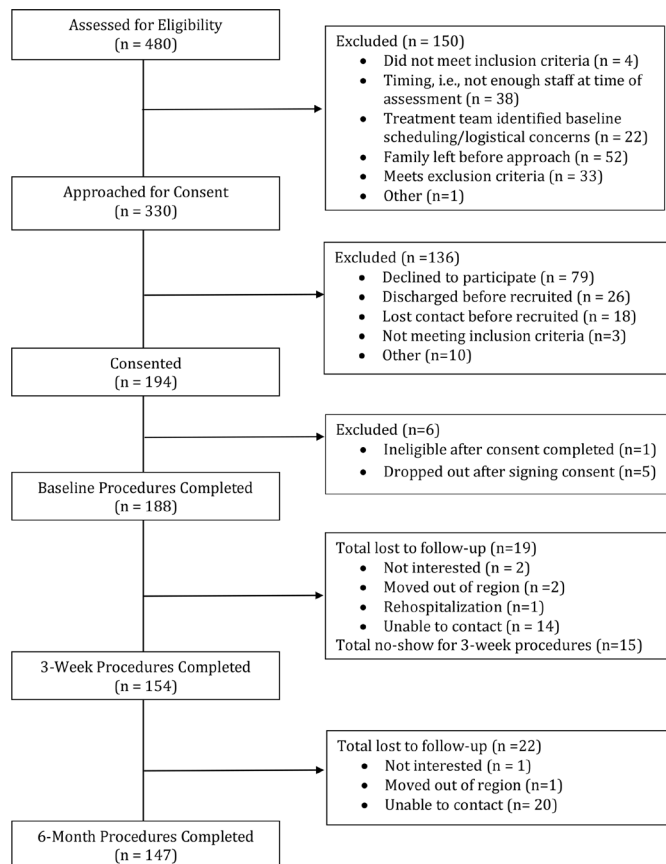 Assessed for Eligibility
(n = 480)
Excluded (n = 150)
• Did not meet inclusion criteria (n = 4)
• Timing, i.e., not enough staff at time of
assessment (n = 38)
• Treatment team identified baseline
scheduling/logistical concerns (n = 22)
• Family left before approach (n = 52)
• Meets exclusion criteria (n = 33)
• Other (n=1)
Approached for Consent
(n = 330)
Excluded (n =136)
• Declined to participate (n = 79)
• Discharged before recruited (n = 26)
• Lost contact before recruited (n = 18)
• Not meeting inclusion criteria (n=3)
• Other (n=10)
Consented
(n = 194)
Excluded (n=6)
• Ineligible after consent completed (n=1)
• Dropped out after signing consent (n=5)
Baseline Procedures Completed
(n = 188)
Total lost to follow-up (n=19)
• Not interested (n = 2)
• Moved out of region (n =2)
• Rehospitalization (n=1)
• Unable to contact (n = 14)
Total no-show for 3-week procedures (n=15)
3-Week Procedures Completed
(n = 154)
Total lost to follow-up (n =22)
• Not interested (n = 1)
• Moved out of region (n=1)
• Unable to contact (n= 20)
6-Month Procedures Completed
(n = 147)